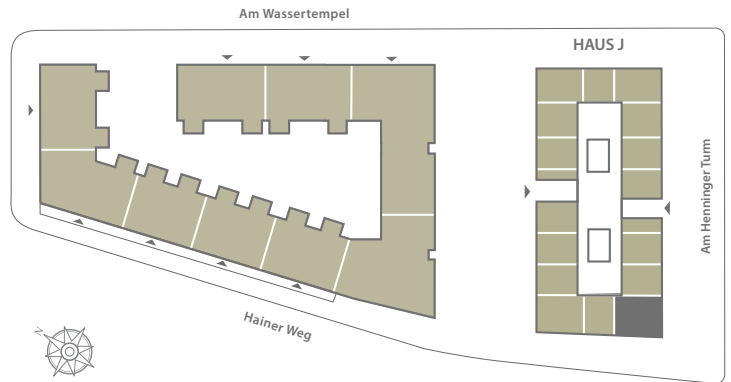 Am Wassertempel
HAUS J
Am Henninger Turm
Hainer Weg
N